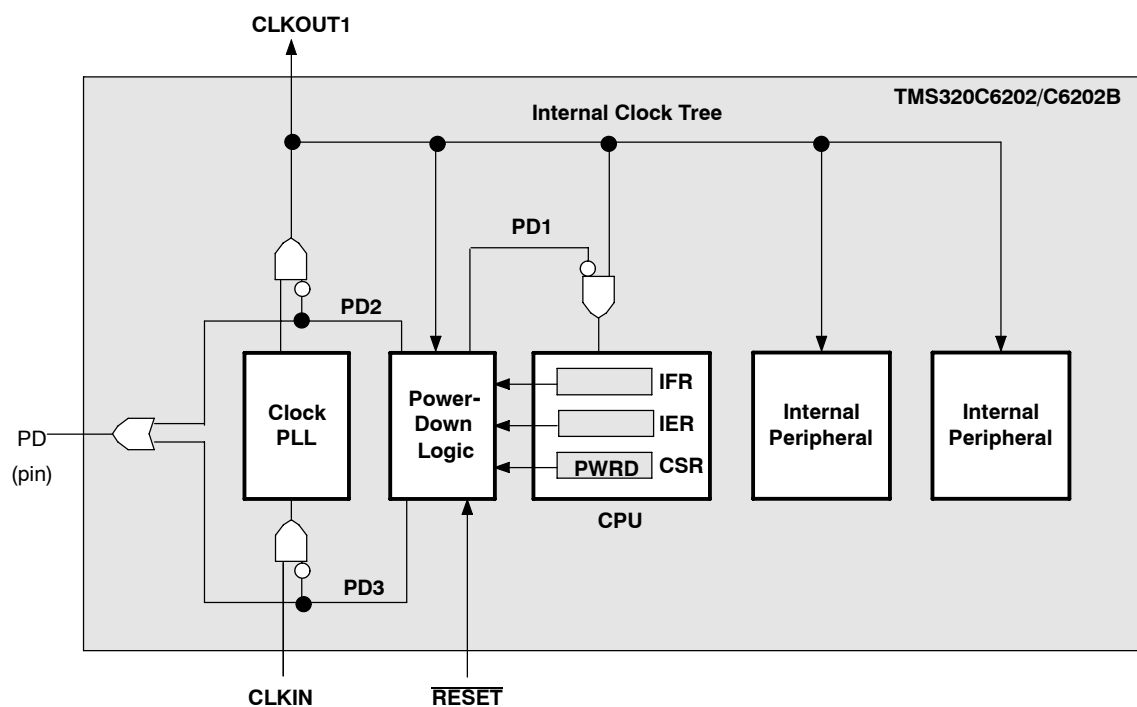 CLKOUT1
TMS320C6202/C6202B
Internal Clock Tree
PD1
PD2
Clock
PLL
Power-
Down
Logic
IFR
IER
PWRD CSR
CPU
Internal
Peripheral
Internal
Peripheral
PD
(pin)
PD3
CLKIN
RESET